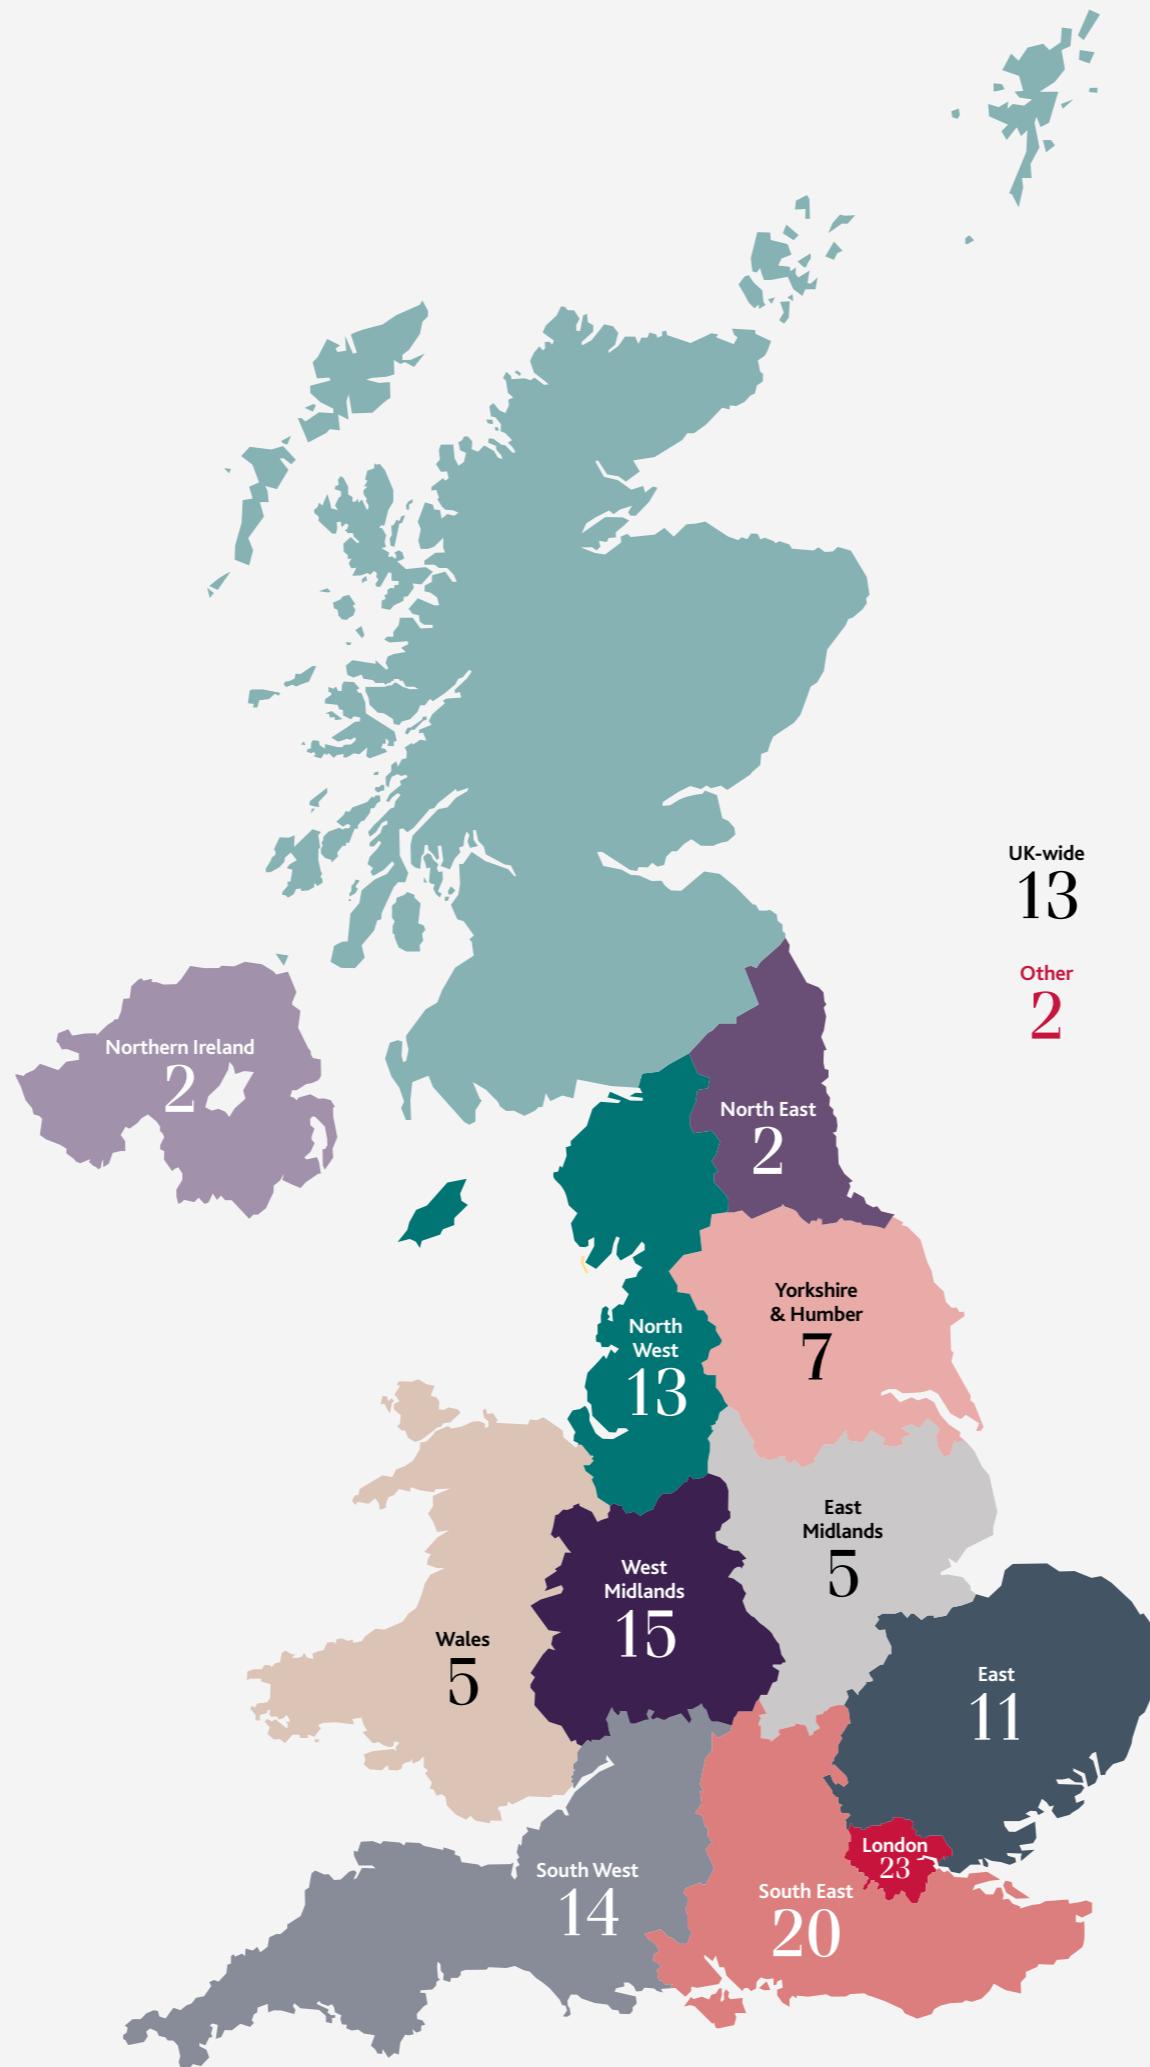 UK-wide
13
Other
2
Northern Ireland
2
North East
2
Yorkshire
& Humber
7
North
West
13
East
Midlands
5
West
Midlands
15
Wales
5
East
11
London
23
South West
14
South East
20